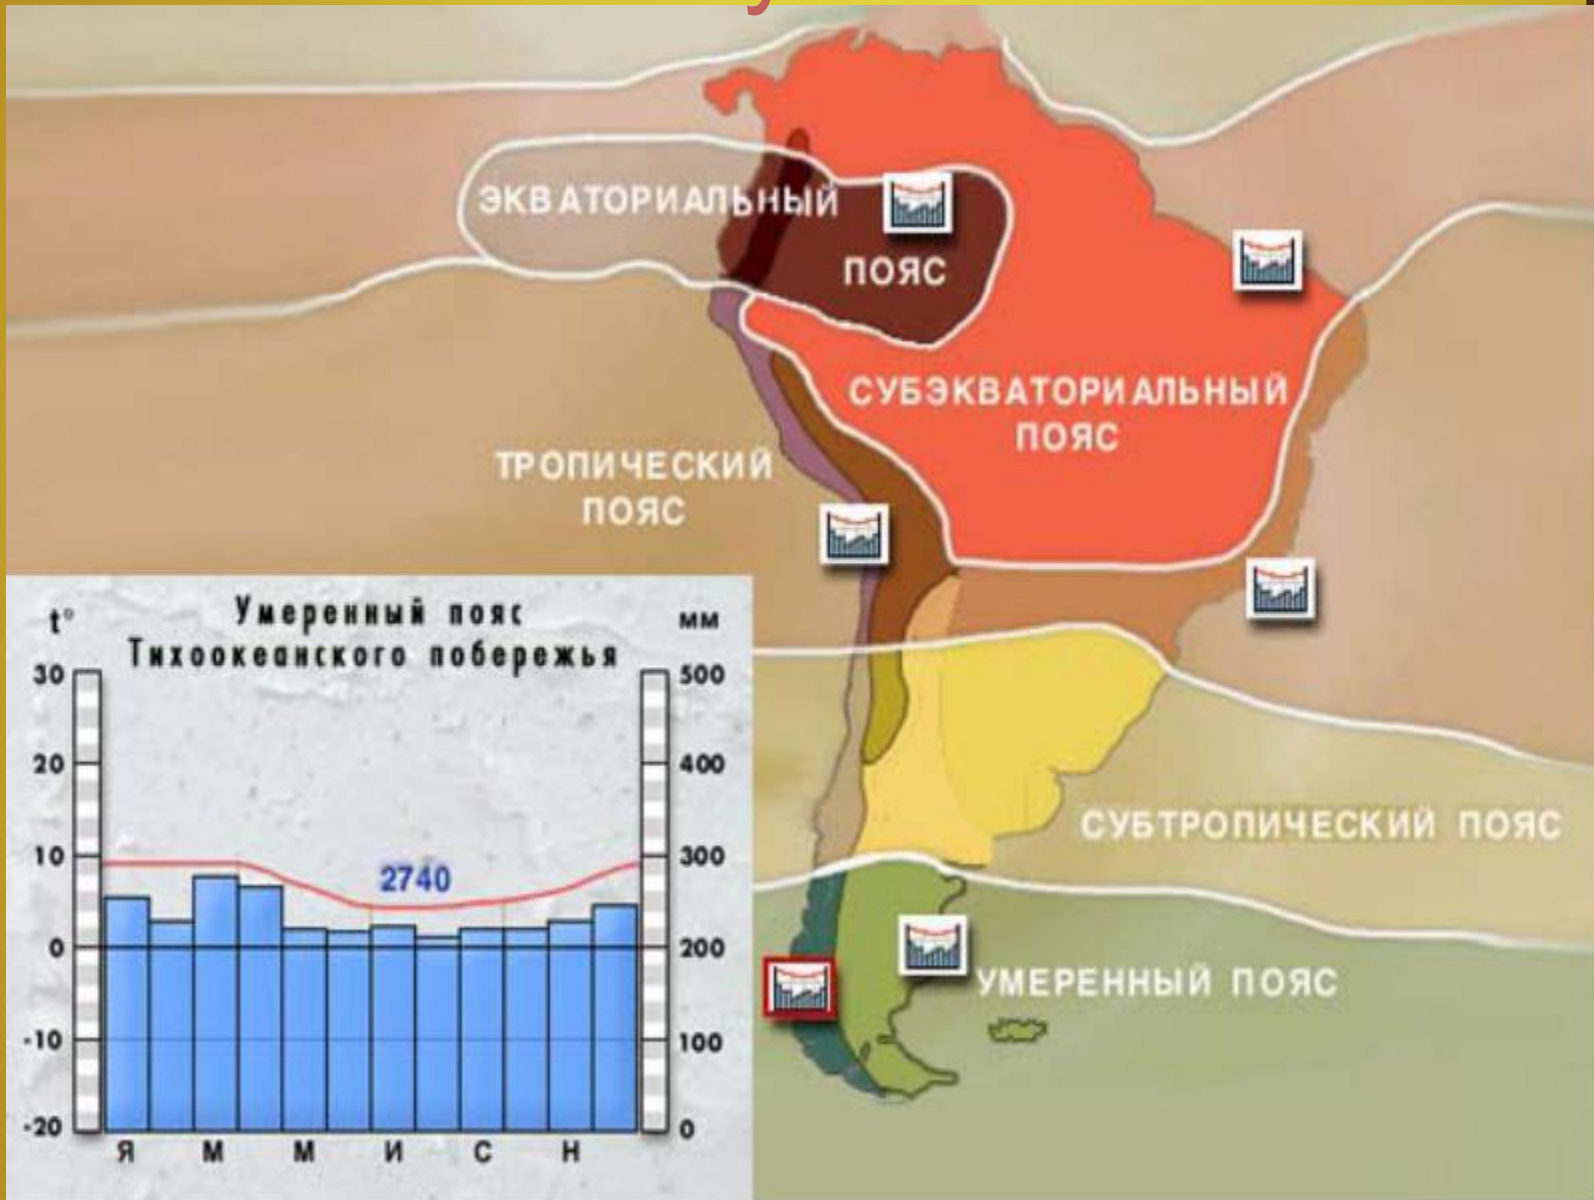 ЭКВАТОРИАЛЬНЫЙ
ПОЯС
СУБЭКВАТОРИАЛЬНЫЙ
ПОЯС
ТРОПИЧЕСКИЙ
ПОЯС
СУБТРОПИЧЕСКИЙ ПОЯС
УМЕРЕННЫЙ ПОЯС
t° Умеренный пояс мм
Тихоокеанского побережья
30 500
20 400
10 300
2740
0 200
-10 100
-20 0
Я М М И С Н